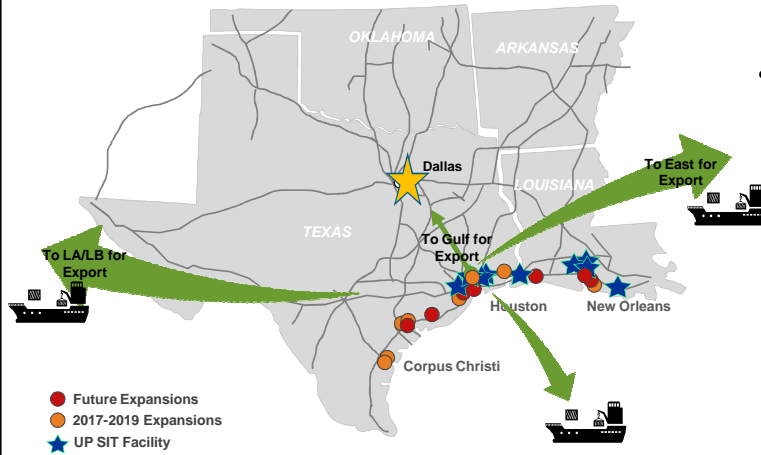 OKLAHOMA
ARKANSAS
Dallas
To East for
Export
LOUISIANA
TEXAS
To Gulf for
Export
To LA/LB for
Export
Houston
New Orleans
Corpus Christi
Future Expansions
2017-2019 Expansions
UP SIT Facility